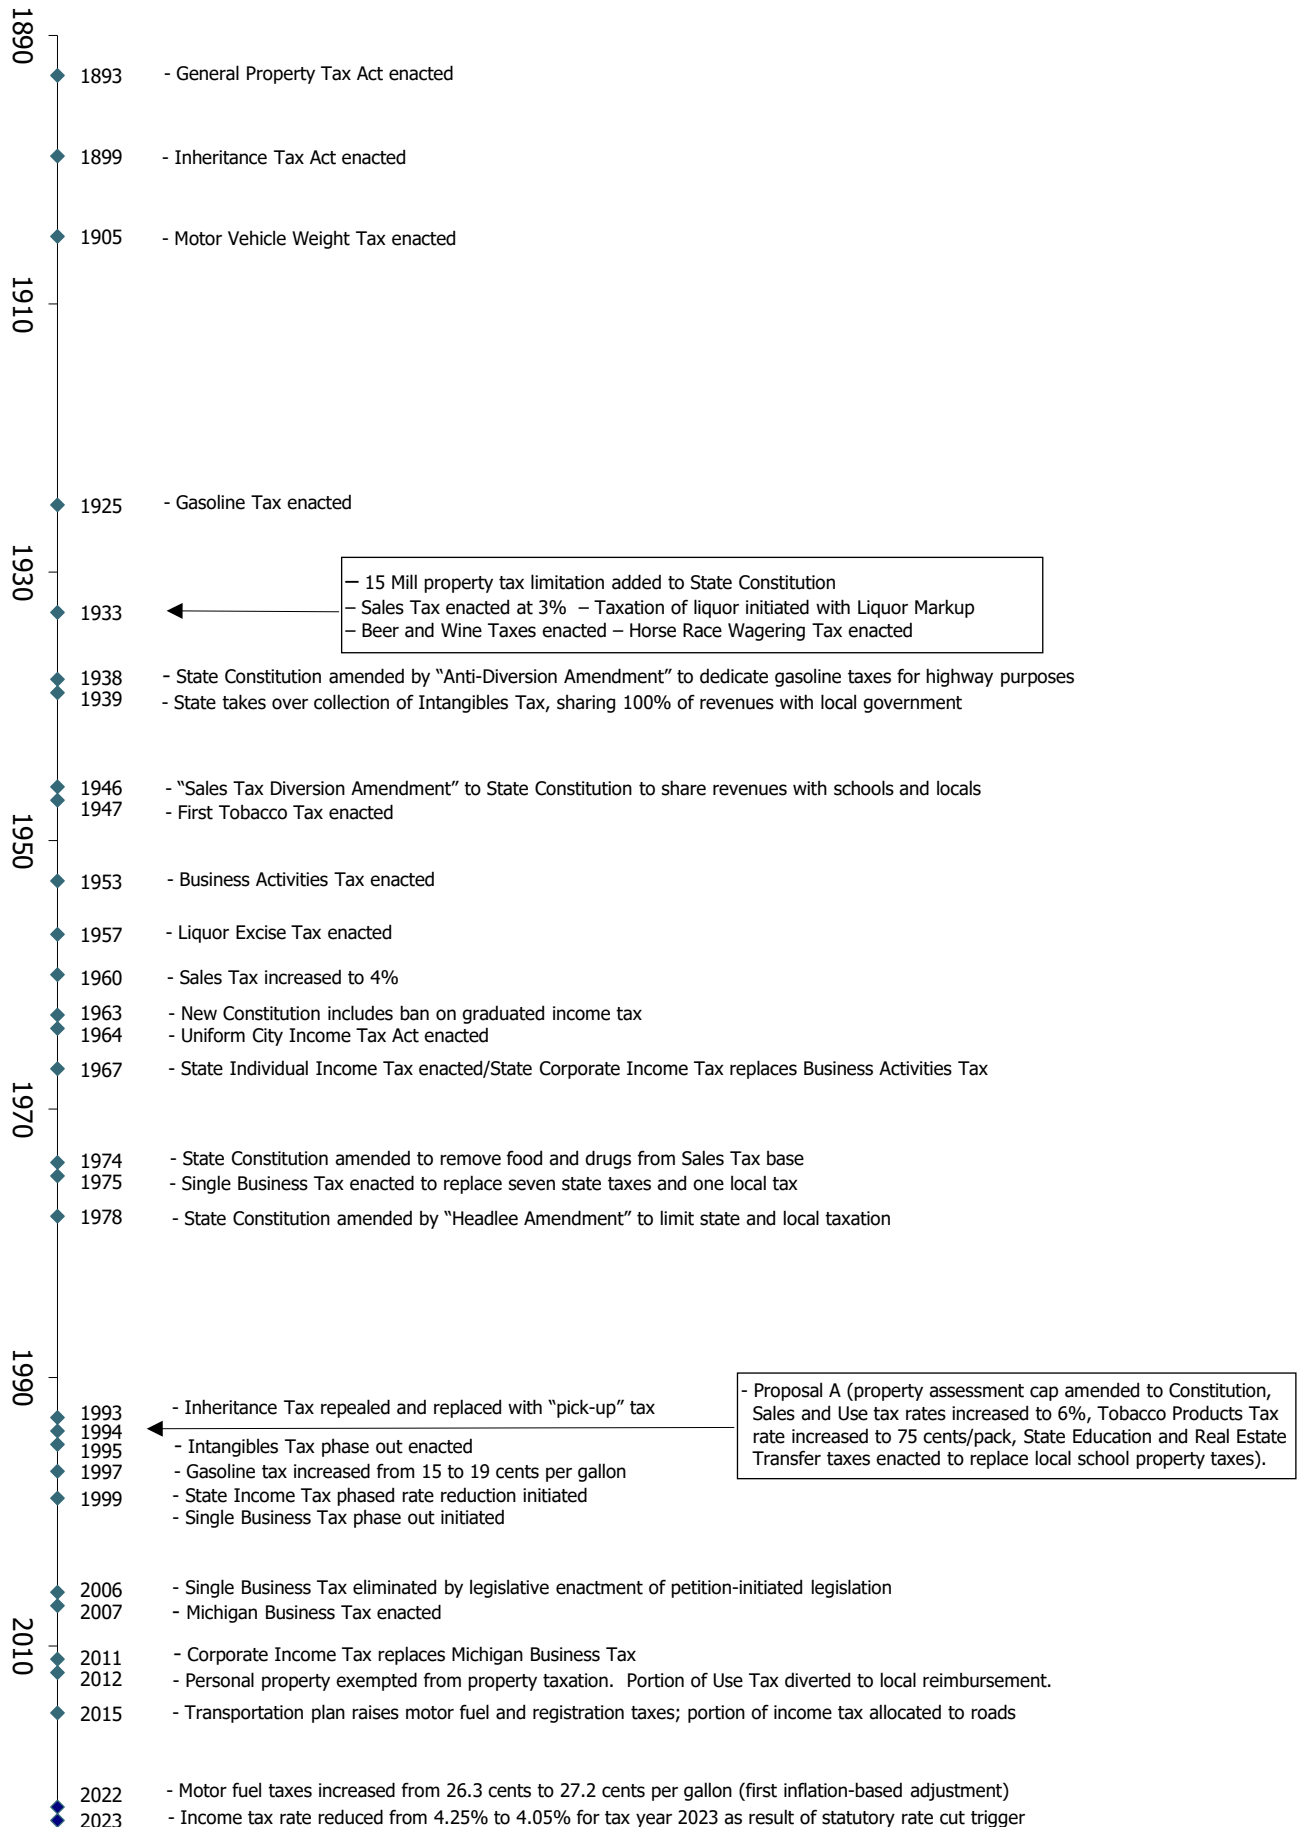 1890
1893 - General Property Tax Act enacted
1899 - Inheritance Tax Act enacted
1905 - Motor Vehicle Weight Tax enacted
1910
1925 - Gasoline Tax enacted
1930
– 15 Mill property tax limitation added to State Constitution
1933 – Sales Tax enacted at 3% – Taxation of liquor initiated with Liquor Markup
– Beer and Wine Taxes enacted – Horse Race Wagering Tax enacted
1938 - State Constitution amended by “Anti-Diversion Amendment” to dedicate gasoline taxes for highway purposes
1939 - State takes over collection of Intangibles Tax, sharing 100% of revenues with local government
1946 - “Sales Tax Diversion Amendment” to State Constitution to share revenues with schools and locals
1947 - First Tobacco Tax enacted
1950
1953 - Business Activities Tax enacted
1957 - Liquor Excise Tax enacted
1960 - Sales Tax increased to 4%
1963 - New Constitution includes ban on graduated income tax
1964 - Uniform City Income Tax Act enacted
1967 - State Individual Income Tax enacted/State Corporate Income Tax replaces Business Activities Tax
1970
1974 - State Constitution amended to remove food and drugs from Sales Tax base
1975 - Single Business Tax enacted to replace seven state taxes and one local tax
1978 - State Constitution amended by “Headlee Amendment” to limit state and local taxation
1990
1993 - Inheritance Tax repealed and replaced with “pick-up” tax
1994 - Proposal A (property assessment cap amended to Constitution,
Sales and Use tax rates increased to 6%, Tobacco Products Tax
rate increased to 75 cents/pack, State Education and Real Estate
Transfer taxes enacted to replace local school property taxes).
1995 - Intangibles Tax phase out enacted
1997 - Gasoline tax increased from 15 to 19 cents per gallon
1999 - State Income Tax phased rate reduction initiated
- Single Business Tax phase out initiated
2006 - Single Business Tax eliminated by legislative enactment of petition-initiated legislation
2007 - Michigan Business Tax enacted
2010
2011 - Corporate Income Tax replaces Michigan Business Tax
2012 - Personal property exempted from property taxation. Portion of Use Tax diverted to local reimbursement.
2015 - Transportation plan raises motor fuel and registration taxes; portion of income tax allocated to roads
2022 - Motor fuel taxes increased from 26.3 cents to 27.2 cents per gallon (first inflation-based adjustment)
2023 - Income tax rate reduced from 4.25% to 4.05% for tax year 2023 as result of statutory rate cut trigger